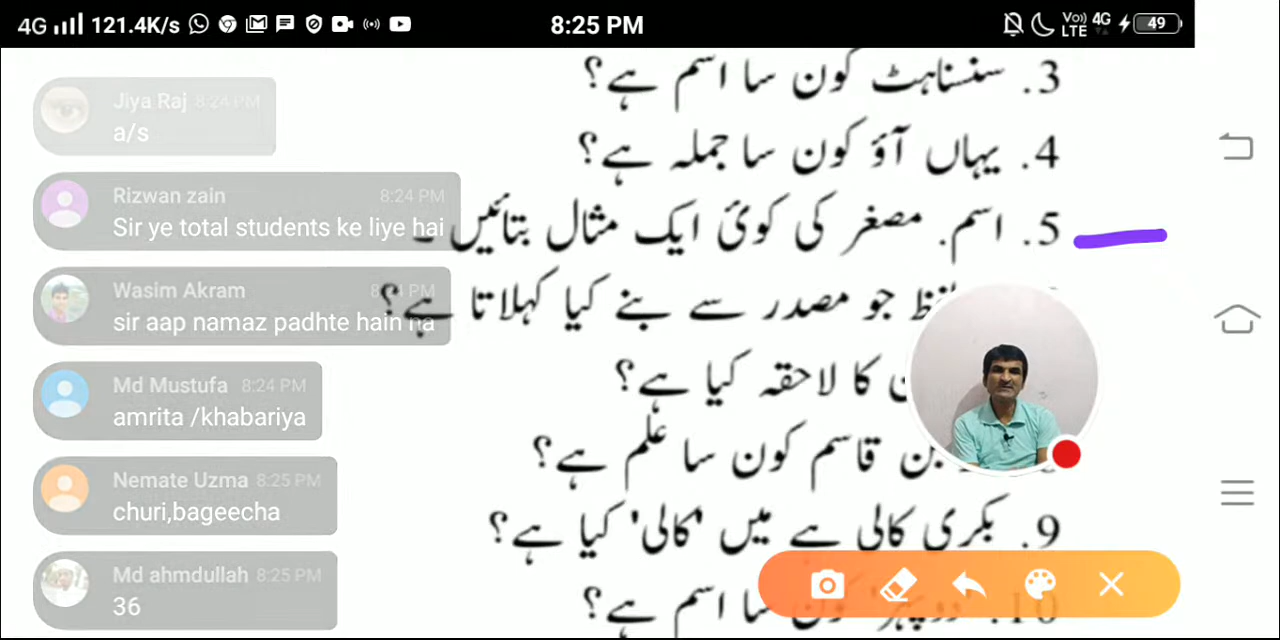 4G 121.4K/s 8:25 PM Vo)) LTE 4G 49
Jiya Raj 8:24 PM
a/s
Rizwan zain 8:24 PM
Sir ye total students ke liye hai
Wasim Akram
sir aap namaz padhte hain na
Md Mustufa 8:24 PM
amrita /khabariya
Nemate Uzma 8:25 PM
churi,bageecha
Md ahmdullah 8:25 PM
36
3. سنسناہٹ کون سا اسم ہے؟
4. یہاں آؤ کون سا جملہ ہے؟
5. اسم. مصغر کی کوئ ایک مثال بتائیں ۔
جو مصدر سے بنے کیا کہلاتا ہے؟
کا لاحقہ کیا ہے؟
بن قاسم کون سا علم ہے؟
9. بکری کالی ہے میں 'کالی' کیا ہے؟
10. 'دوپہر' کون سا اسم ہے؟